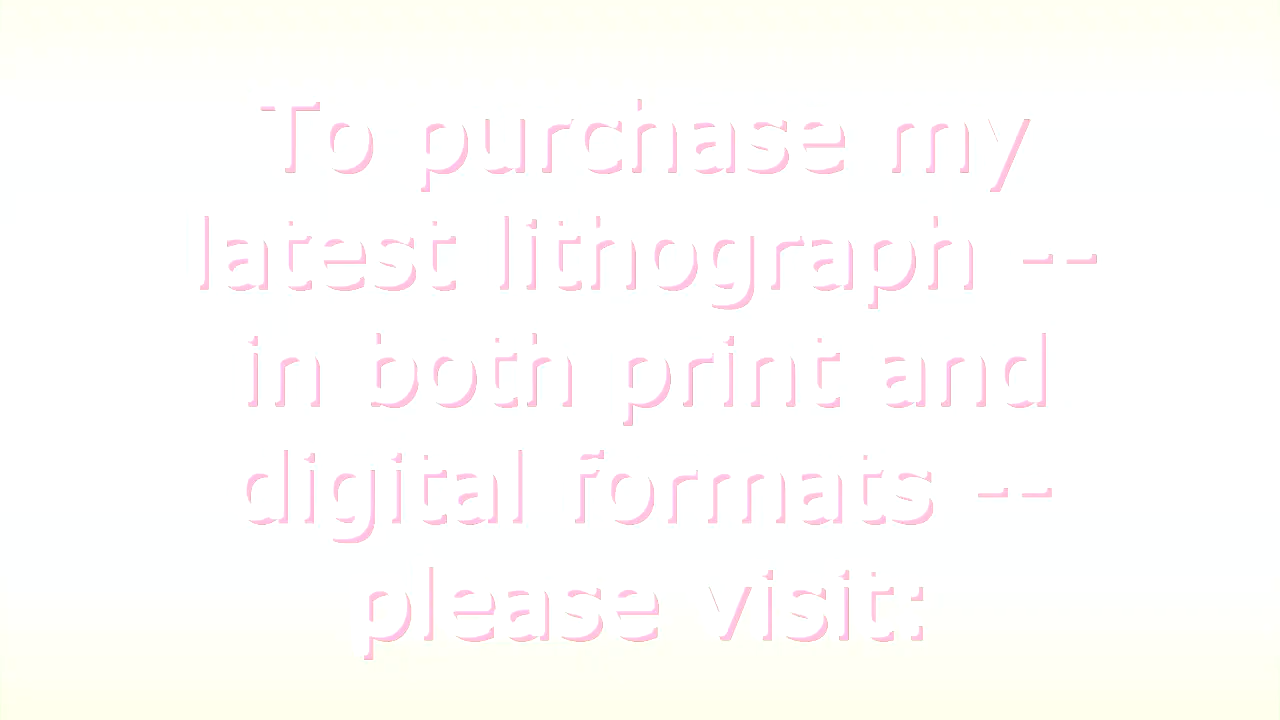 To purchase my
latest lithograph --
in both print and
digital formats --
please visit: